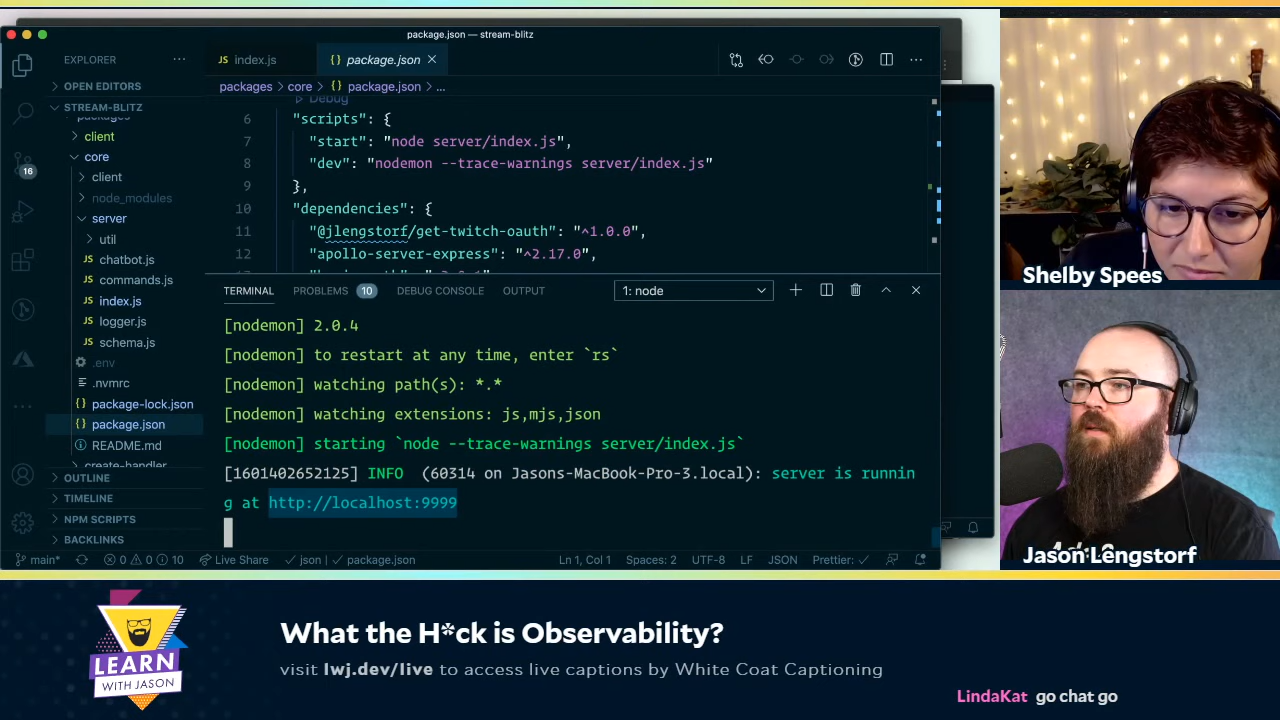 package.json — stream-blitz
EXPLORER
OPEN EDITORS
STREAM-BLITZ
packages
client
core
client
node_modules
server
util
chatbot.js
commands.js
index.js
logger.js
schema.js
.env
.nvmrc
package-lock.json
package.json
README.md
create-handler
OUTLINE
TIMELINE
NPM SCRIPTS
BACKLINKS
16
index.js
package.json
packages > core > package.json > ...
Debug
6 "scripts": {
7 "start": "node server/index.js",
8 "dev": "nodemon --trace-warnings server/index.js"
9 },
10 "dependencies": {
11 "@jlengstorf/get-twitch-oauth": "^1.0.0",
12 "apollo-server-express": "^2.17.0",
TERMINAL PROBLEMS 10 DEBUG CONSOLE OUTPUT 1: node
[nodemon] 2.0.4
[nodemon] to restart at any time, enter `rs`
[nodemon] watching path(s): *.*
[nodemon] watching extensions: js,mjs,json
[nodemon] starting `node --trace-warnings server/index.js`
[1601402652125] INFO (60314 on Jasons-MacBook-Pro-3.local): server is runnin
g at http://localhost:9999
main* 0 0 10 Live Share json package.json Ln 1, Col 1 Spaces: 2 UTF-8 LF JSON Prettier: ✓
Shelby Spees
Jason Lengstorf
LEARN
WITH JASON
What the H*ck is Observability?
visit lwj.dev/live to access live captions by White Coat Captioning
LindaKat go chat go